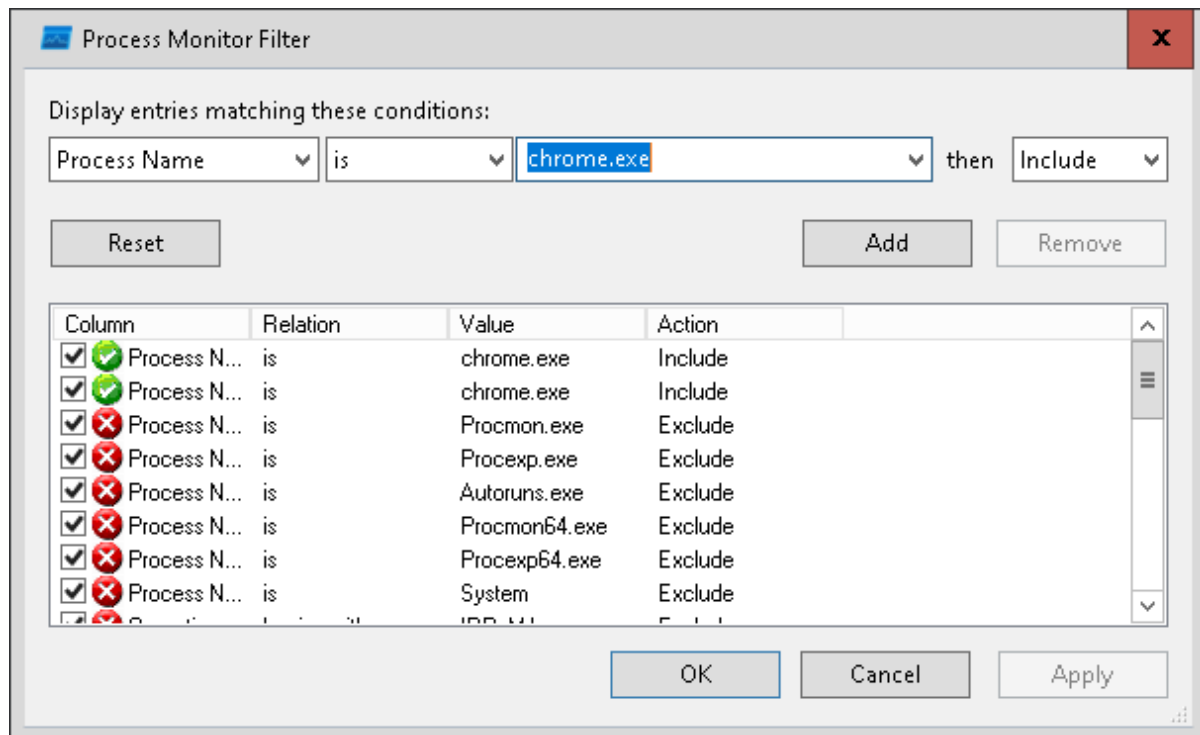 Process Monitor Filter
x
Display entries matching these conditions:
Process Name is chrome.exe then Include
Reset Add Remove
Column Relation Value Action
Process N... is chrome.exe Include
Process N... is chrome.exe Include
Process N... is Procmon.exe Exclude
Process N... is Procexp.exe Exclude
Process N... is Autoruns.exe Exclude
Process N... is Procmon64.exe Exclude
Process N... is Procexp64.exe Exclude
Process N... is System Exclude
OK Cancel Apply